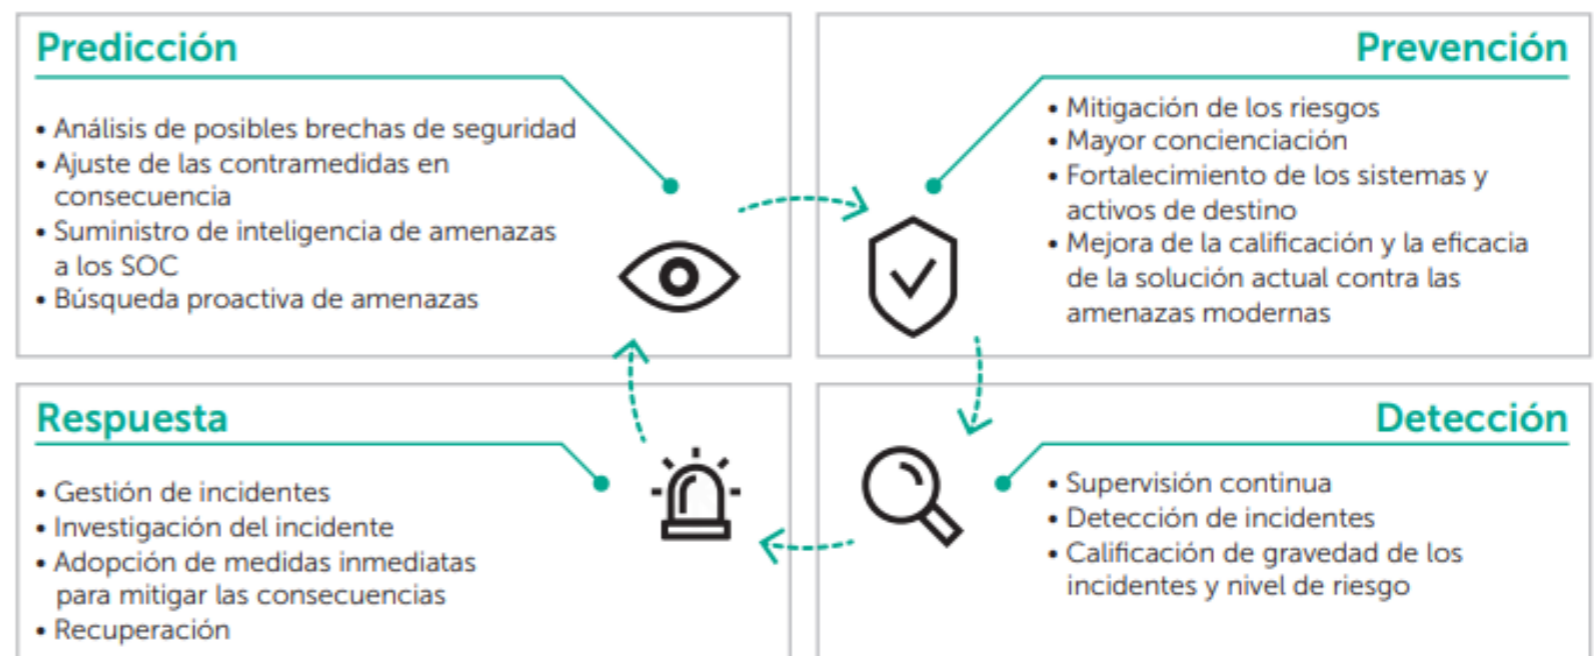 Predicción
• Análisis de posibles brechas de seguridad
• Ajuste de las contramedidas en
consecuencia
• Suministro de inteligencia de amenazas
a los SOC
• Búsqueda proactiva de amenazas
Prevención
• Mitigación de los riesgos
• Mayor concienciación
• Fortalecimiento de los sistemas y
activos de destino
• Mejora de la calificación y la eficacia
de la solución actual contra las
amenazas modernas
Respuesta
• Gestión de incidentes
• Investigación del incidente
• Adopción de medidas inmediatas
para mitigar las consecuencias
• Recuperación
Detección
• Supervisión continua
• Detección de incidentes
• Calificación de gravedad de los
incidentes y nivel de riesgo